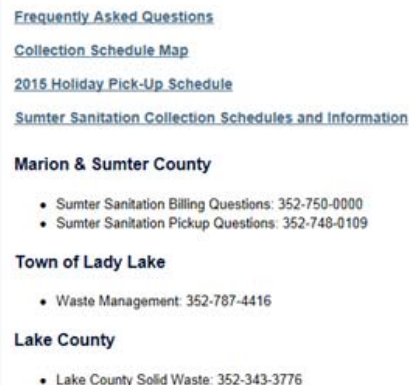 Frequently Asked Questions
Collection Schedule Map
2015 Holiday Pick-Up Schedule
Sumter Sanitation Collection Schedules and Information
Marion & Sumter County
• Sumter Sanitation Billing Questions: 352-750-0000
• Sumter Sanitation Pickup Questions: 352-748-0109
Town of Lady Lake
• Waste Management: 352-787-4416
Lake County
• Lake County Solid Waste: 352-343-3776